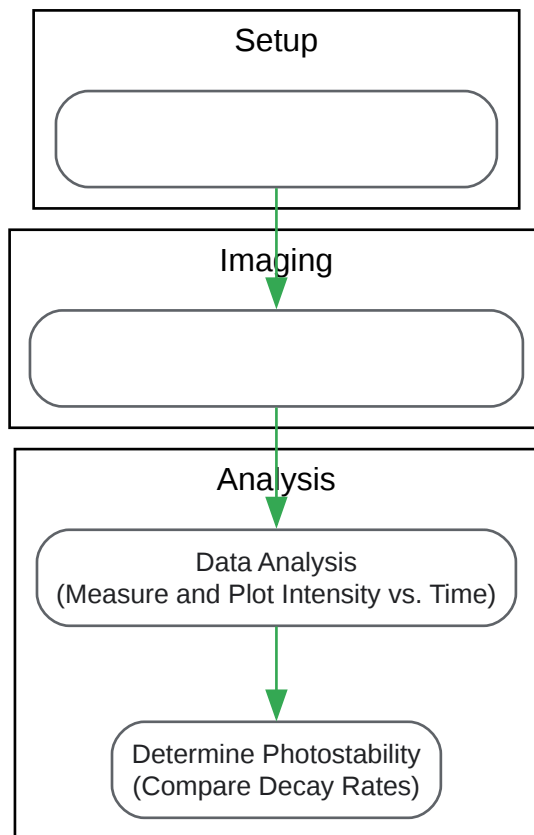 Setup
Imaging
Analysis
Data Analysis
(Measure and Plot Intensity vs. Time)
Determine Photostability
(Compare Decay Rates)